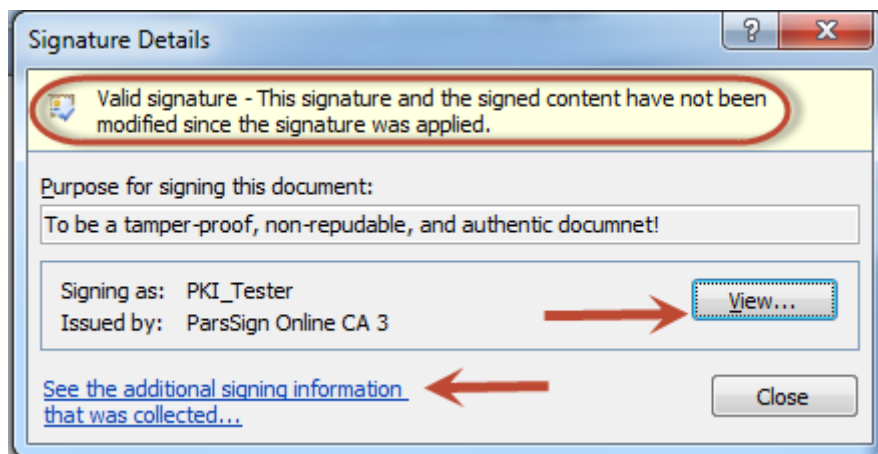 Signature Details
Valid signature - This signature and the signed content have not been
modified since the signature was applied.
Purpose for signing this document:
To be a tamper-proof, non-repudable, and authentic documnet!
Signing as: PKI_Tester
View...
Issued by: ParsSign Online CA 3
See the additional signing information
that was collected...
Close